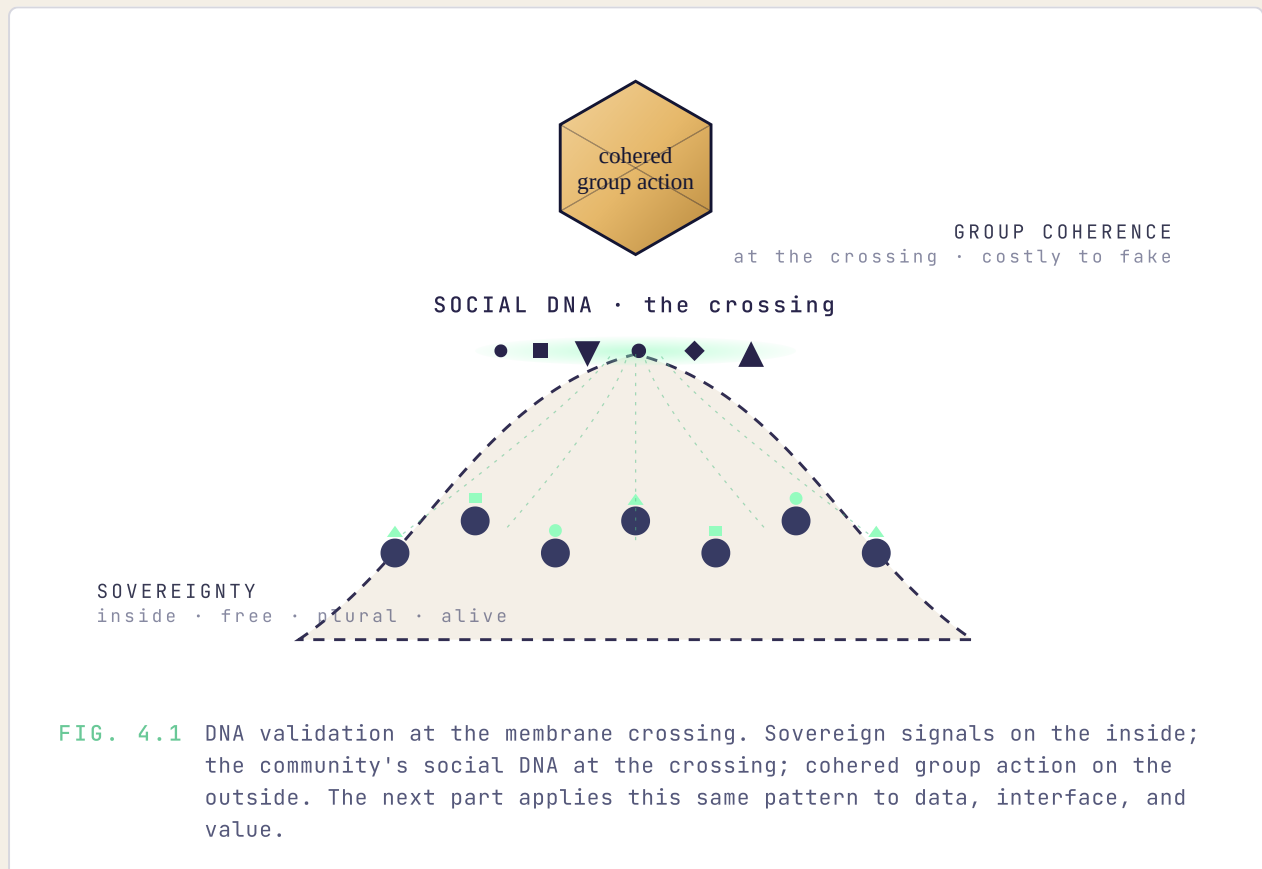 cohered
group action
GROUP COHERENCE
at the crossing · costly to fake
SOCIAL DNA · the crossing
SOVEREIGNTY
inside · free · plural · alive
FIG. 4.1 DNA validation at the membrane crossing. Sovereign signals on the inside;
the community's social DNA at the crossing; cohered group action on the
outside. The next part applies this same pattern to data, interface, and
value.